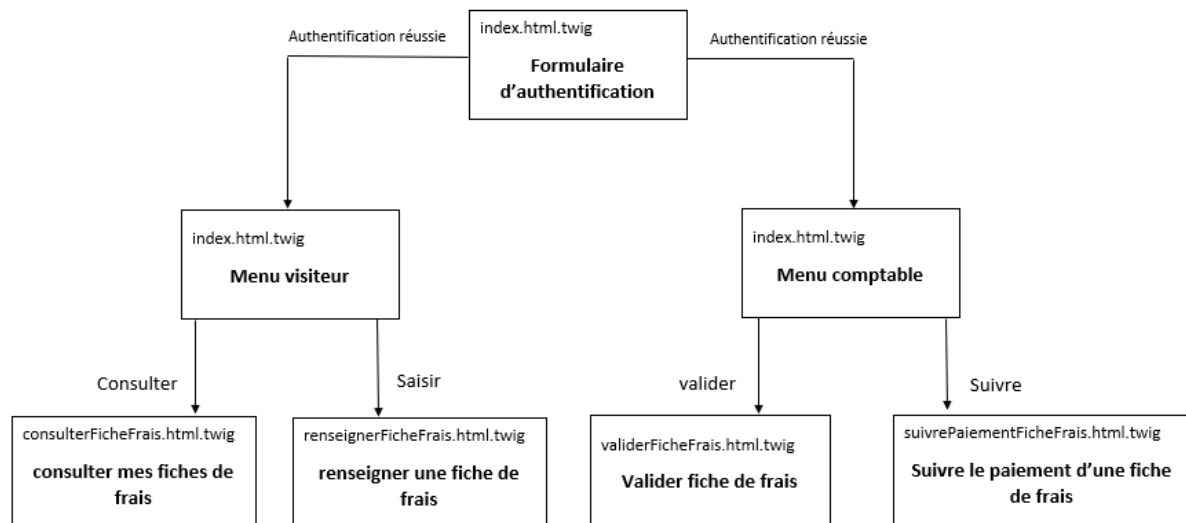 index.html.twig
Formulaire
d’authentification
Authentification réussie
Authentification réussie
index.html.twig
Menu visiteur
index.html.twig
Menu comptable
Consulter
Saisir
valider
Suivre
consulterFicheFrais.html.twig
consulter mes fiches de
frais
renseignerFicheFrais.html.twig
renseigner une fiche de
frais
validerFicheFrais.html.twig
Valider fiche de frais
suivrePaiementFicheFrais.html.twig
Suivre le paiement d’une fiche
de frais